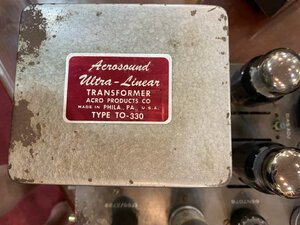 Acrosound
Ultra-Linear
TRANSFORMER
ACRO PRODUCTS CO
MADE IN PHILA., PA., U.S.A.
TYPE TO-330